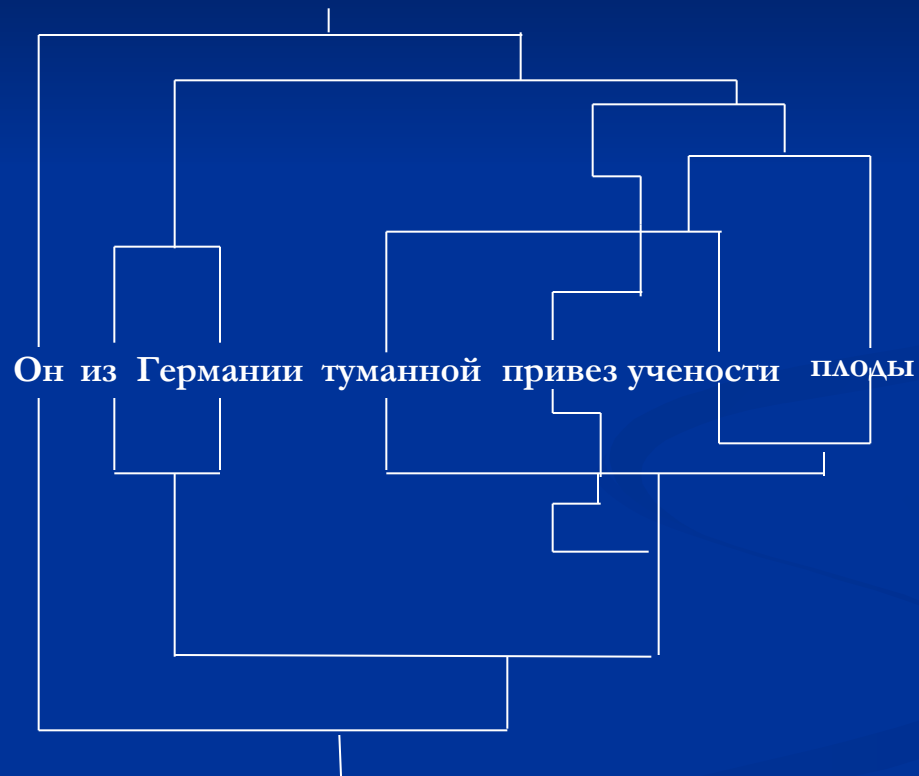 Он из Германии туманной привез учености плоды